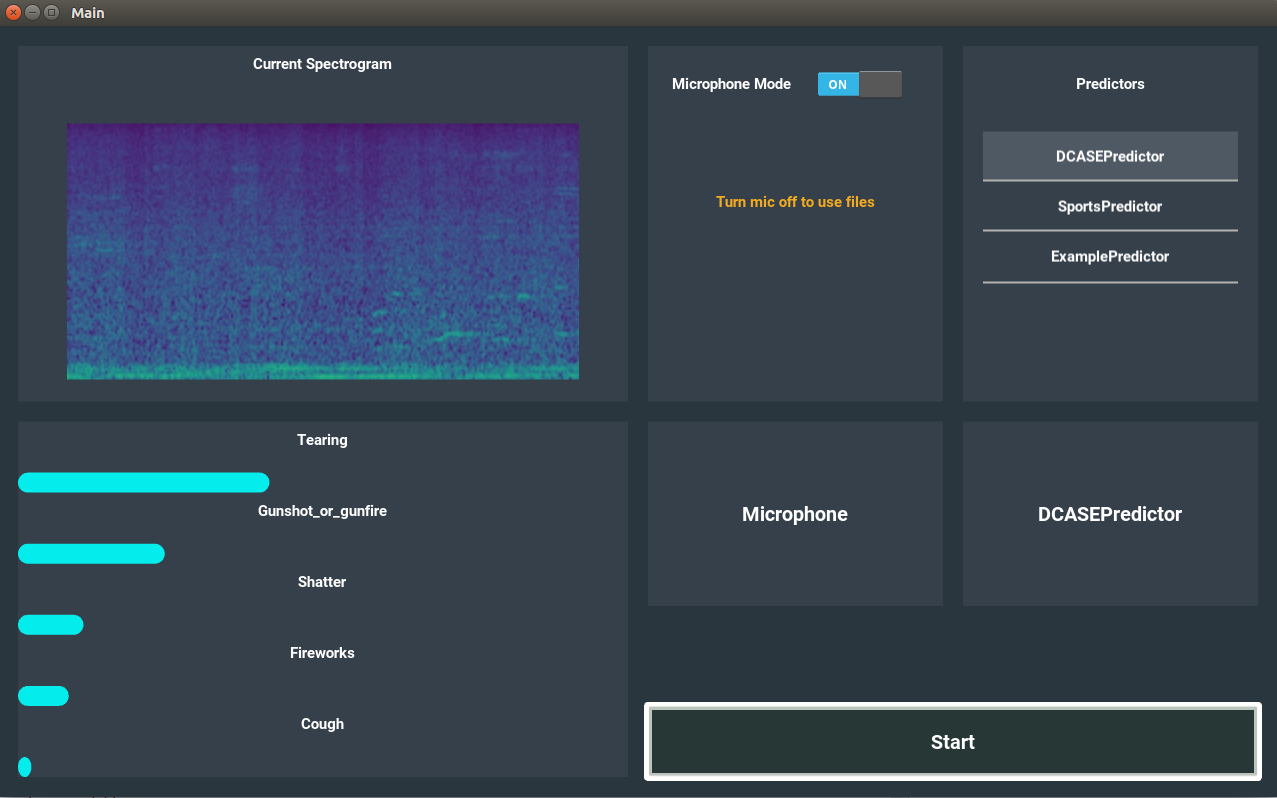 Main
Current Spectrogram
Microphone Mode
ON
Turn mic off to use files
Predictors
DCASEPredictor
SportsPredictor
ExamplePredictor
Tearing
Gunshot_or_gunfire
Shatter
Fireworks
Cough
Microphone
DCASEPredictor
Start